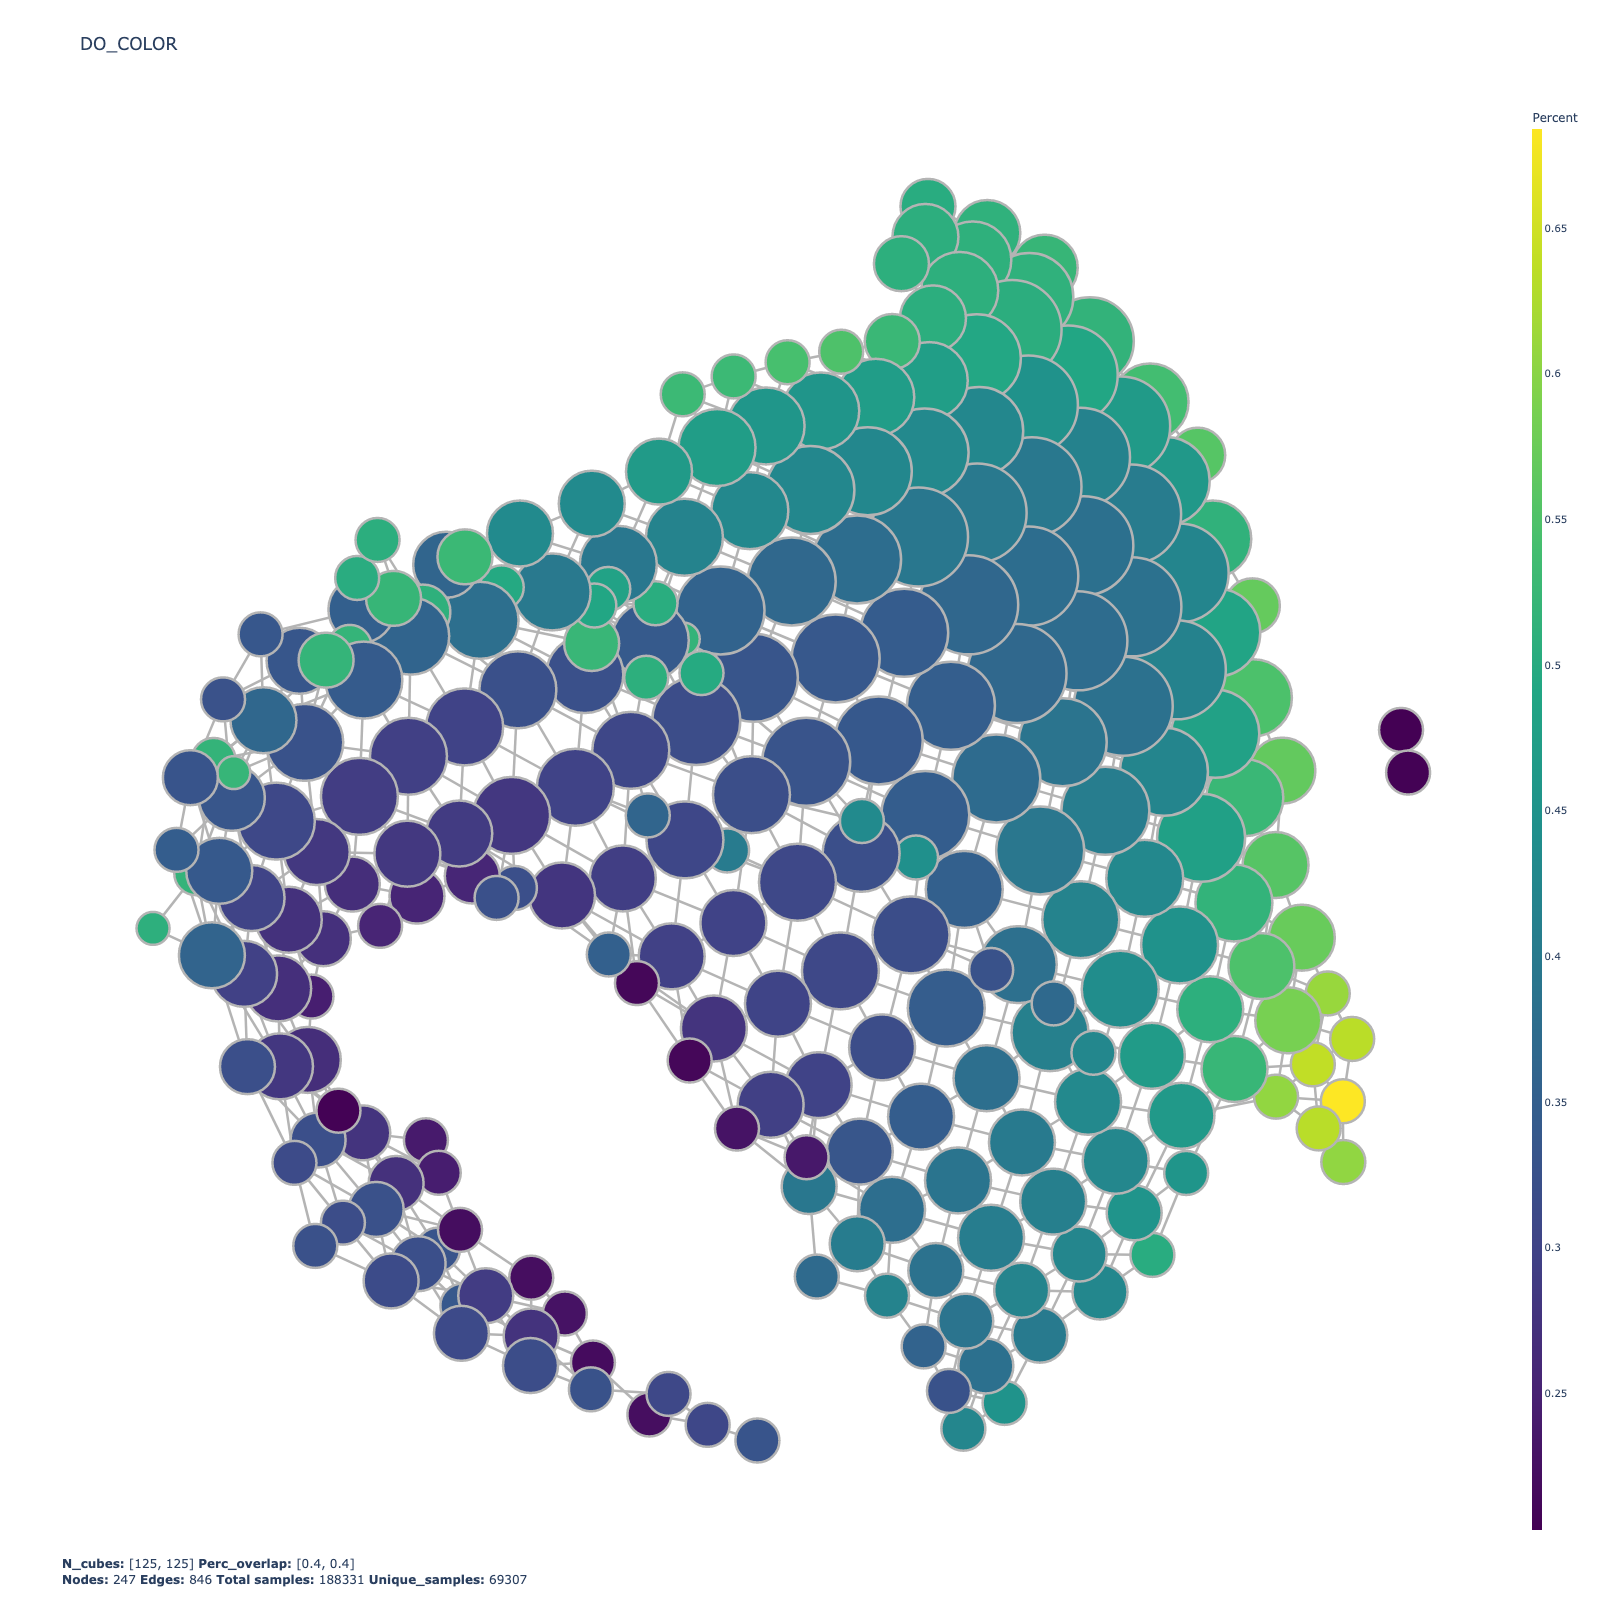 DO_COLOR
Percent
0.65
0.6
0.55
0.5
0.45
0.4
0.35
0.3
0.25
N_cubes: [125, 125] Perc_overlap: [0.4, 0.4]
Nodes: 247 Edges: 846 Total samples: 188331 Unique_samples: 69307